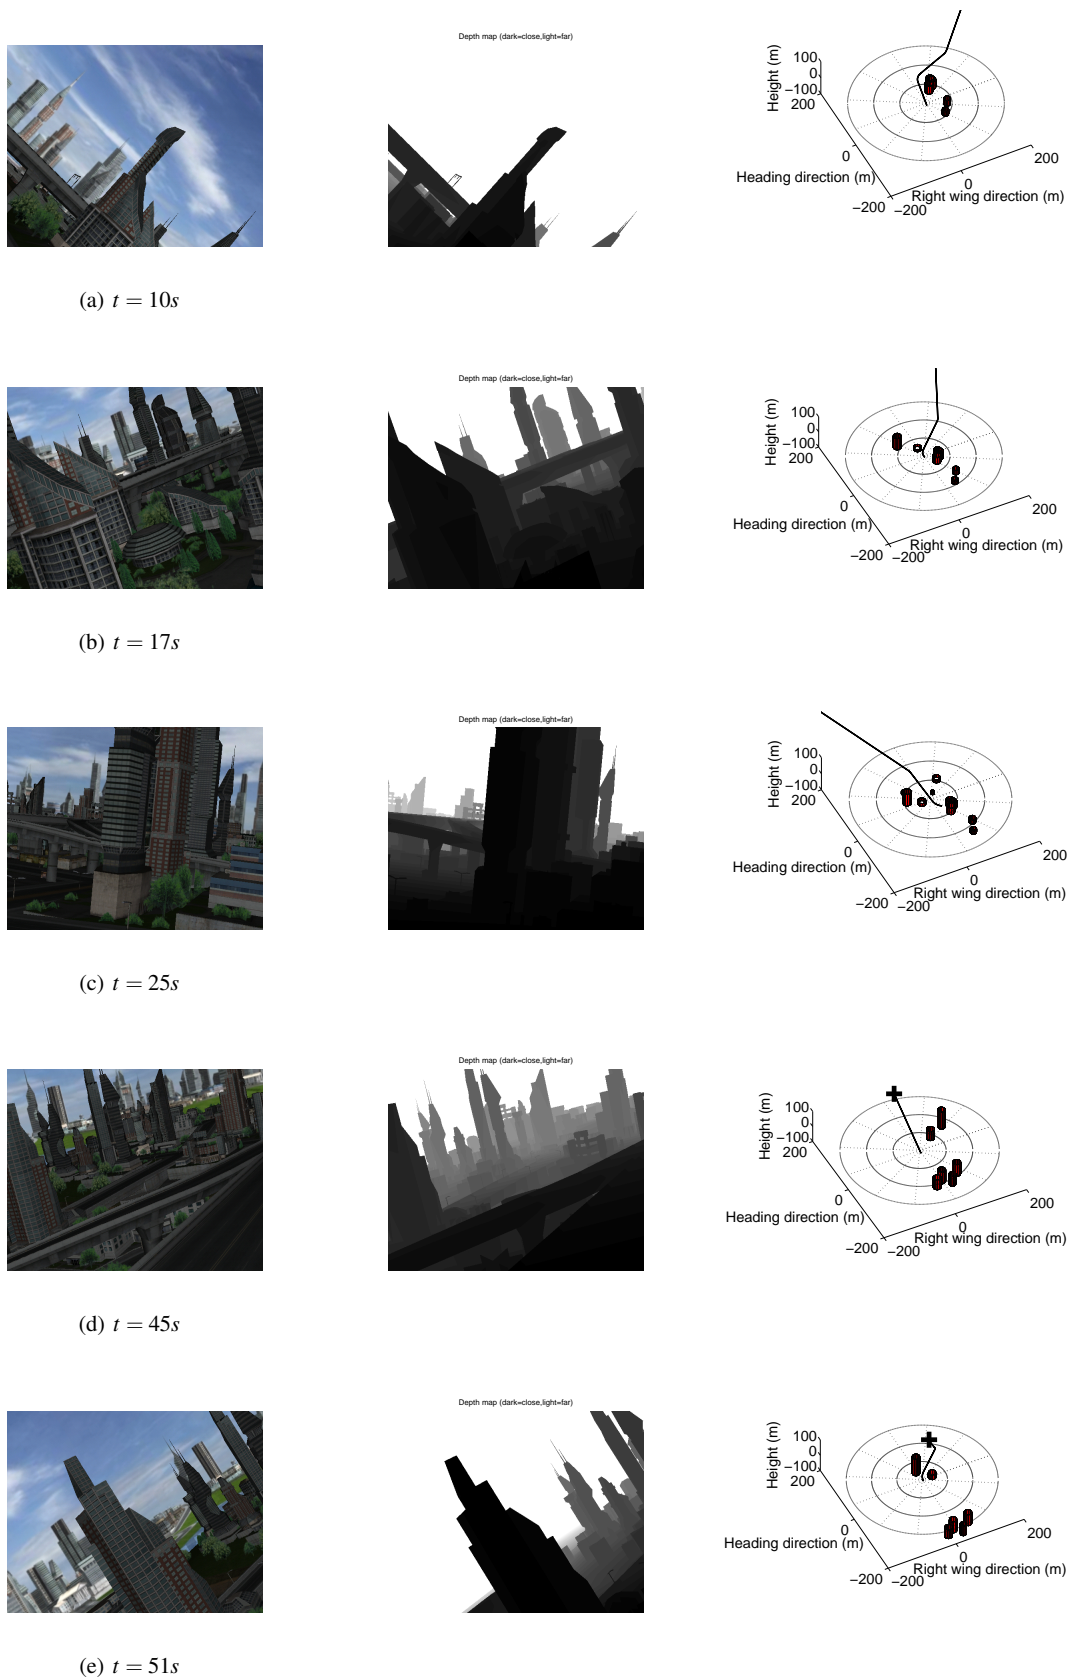 Depth map (dark=close,light=far)
Height (m)
100
0
−100
200
0
Heading direction (m)
−200
−200
0
Right wing direction (m)
200
(a) t = 10s
Depth map (dark=close,light=far)
Height (m)
100
0
−100
200
0
Heading direction (m)
−200
−200
0
Right wing direction (m)
200
(b) t = 17s
Depth map (dark=close,light=far)
Height (m)
100
0
−100
200
0
Heading direction (m)
−200
−200
0
Right wing direction (m)
200
(c) t = 25s
Depth map (dark=close,light=far)
Height (m)
100
0
−100
200
0
Heading direction (m)
−200
−200
0
Right wing direction (m)
200
(d) t = 45s
Depth map (dark=close,light=far)
Height (m)
100
0
−100
200
0
Heading direction (m)
−200
−200
0
Right wing direction (m)
200
(e) t = 51s